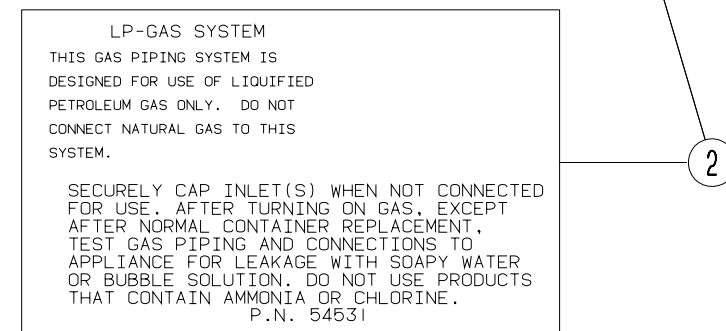 LP-GAS SYSTEM
THIS GAS PIPING SYSTEM IS
DESIGNED FOR USE OF LIQUIFIED
PETROLEUM GAS ONLY. DO NOT
CONNECT NATURAL GAS TO THIS
SYSTEM.
2
SECURELY CAP INLET(S) WHEN NOT CONNECTED
FOR USE. AFTER TURNING ON GAS, EXCEPT
AFTER NORMAL CONTAINER REPLACEMENT,
TEST GAS PIPING AND CONNECTIONS TO
APPLIANCE FOR LEAKAGE WITH SOAPY WATER
OR BUBBLE SOLUTION. DO NOT USE PRODUCTS
THAT CONTAIN AMMONIA OR CHLORINE.
P.N. 54531